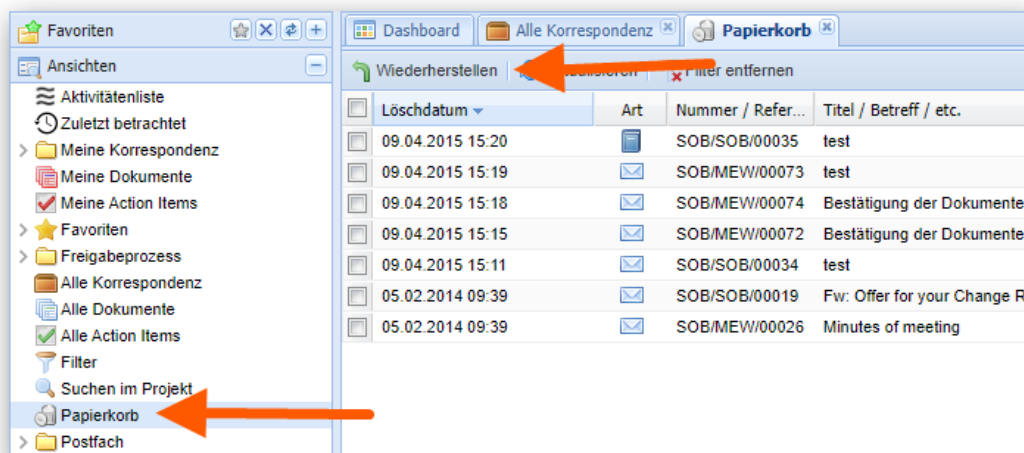 Favoriten
Ansichten
Aktivitätenliste
Zuletzt betrachtet
Meine Korrespondenz
Meine Dokumente
Meine Action Items
Favoriten
Freigabeprozess
Alle Korrespondenz
Alle Dokumente
Alle Action Items
Filter
Suchen im Projekt
Papierkorb
Postfach
Dashboard Alle Korrespondenz Papierkorb
Wiederherstellen Filter entfernen
Löschdatum Art Nummer / Refer... Titel / Betreff / etc.
09.04.2015 15:20 SOB/SOB/00035 test
09.04.2015 15:19 SOB/MEW/00073 test
09.04.2015 15:18 SOB/MEW/00074 Bestätigung der Dokumente
09.04.2015 15:15 SOB/MEW/00072 Bestätigung der Dokumente
09.04.2015 15:11 SOB/SOB/00034 test
05.02.2014 09:39 SOB/SOB/00019 Fw: Offer for your Change R
05.02.2014 09:39 SOB/MEW/00026 Minutes of meeting